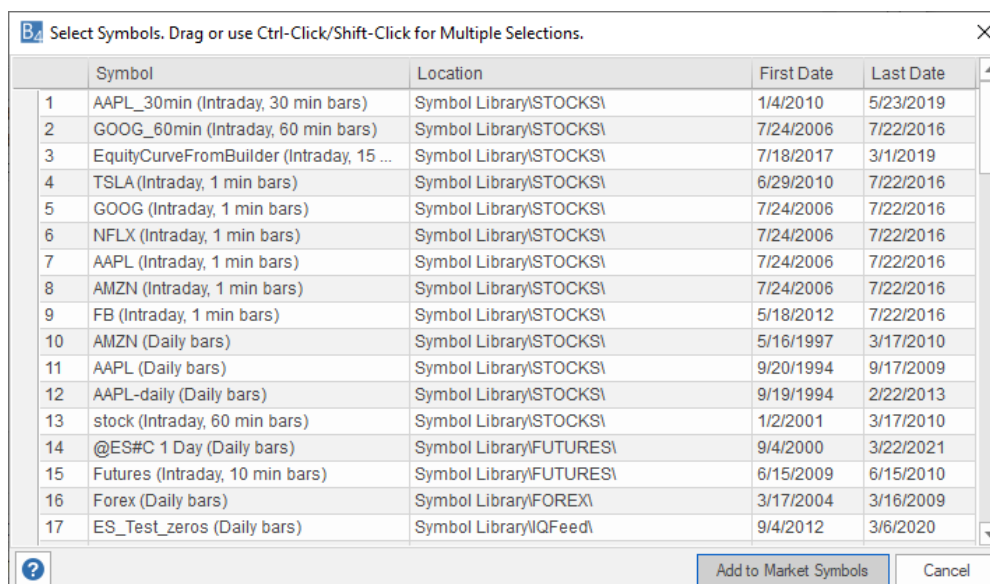 B4 Select Symbols. Drag or use Ctrl-Click/Shift-Click for Multiple Selections.
Symbol Location First Date Last Date
1 AAPL_30min (Intraday, 30 min bars) Symbol Library\STOCKS\ 1/4/2010 5/23/2019
2 GOOG_60min (Intraday, 60 min bars) Symbol Library\STOCKS\ 7/24/2006 7/22/2016
3 EquityCurveFromBuilder (Intraday, 15 ... Symbol Library\STOCKS\ 7/18/2017 3/1/2019
4 TSLA (Intraday, 1 min bars) Symbol Library\STOCKS\ 6/29/2010 7/22/2016
5 GOOG (Intraday, 1 min bars) Symbol Library\STOCKS\ 7/24/2006 7/22/2016
6 NFLX (Intraday, 1 min bars) Symbol Library\STOCKS\ 7/24/2006 7/22/2016
7 AAPL (Intraday, 1 min bars) Symbol Library\STOCKS\ 7/24/2006 7/22/2016
8 AMZN (Intraday, 1 min bars) Symbol Library\STOCKS\ 7/24/2006 7/22/2016
9 FB (Intraday, 1 min bars) Symbol Library\STOCKS\ 5/18/2012 7/22/2016
10 AMZN (Daily bars) Symbol Library\STOCKS\ 5/16/1997 3/17/2010
11 AAPL (Daily bars) Symbol Library\STOCKS\ 9/20/1994 9/17/2009
12 AAPL-daily (Daily bars) Symbol Library\STOCKS\ 9/19/1994 2/22/2013
13 stock (Intraday, 60 min bars) Symbol Library\STOCKS\ 1/2/2001 3/17/2010
14 @ES#C 1 Day (Daily bars) Symbol Library\FUTURES\ 9/4/2000 3/22/2021
15 Futures (Intraday, 10 min bars) Symbol Library\FUTURES\ 6/15/2009 6/15/2010
16 Forex (Daily bars) Symbol Library\FOREX\ 3/17/2004 3/16/2009
17 ES_Test_zeros (Daily bars) Symbol Library\IQFeed\ 9/4/2012 3/6/2020
? Add to Market Symbols Cancel